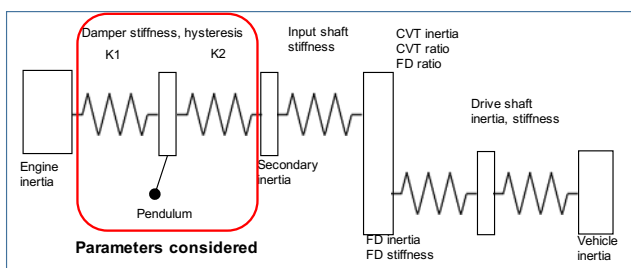 Damper stiffness, hysteresis
K1
K2
Input shaft
stiffness
CVT inertia
CVT ratio
FD ratio
Drive shaft
inertia, stiffness
Engine
inertia
Pendulum
Secondary
inertia
FD inertia
FD stiffness
Vehicle
inertia
Parameters considered